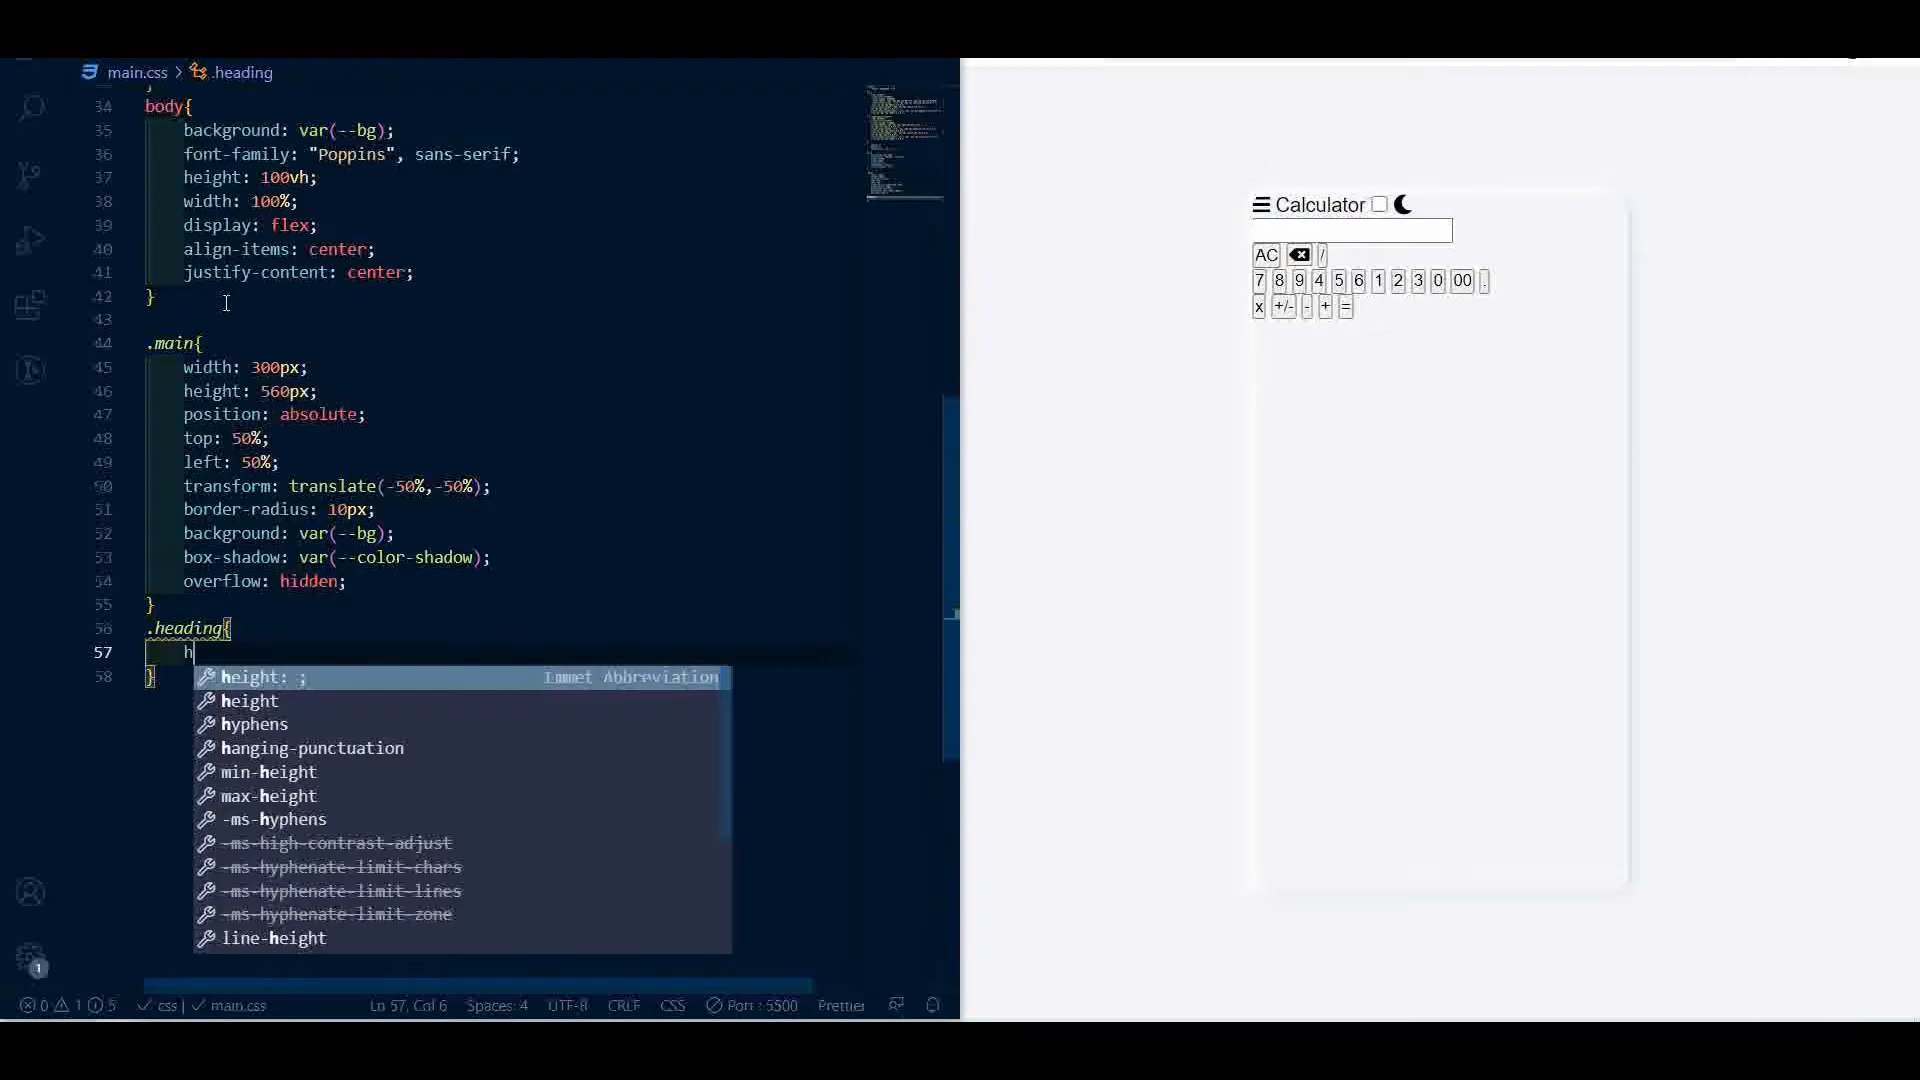 main.css > .heading
34 body{
35 background: var(--bg);
36 font-family: "Poppins", sans-serif;
37 height: 100vh;
38 width: 100%;
39 display: flex;
40 align-items: center;
41 justify-content: center;
42 }
43
44 .main{
45 width: 300px;
46 height: 560px;
47 position: absolute;
48 top: 50%;
49 left: 50%;
50 transform: translate(-50%,-50%);
51 border-radius: 10px;
52 background: var(--bg);
53 box-shadow: var(--color-shadow);
54 overflow: hidden;
55 }
56 .heading{
57 h
58 }
height: ; Emmet Abbreviation
height
hyphens
hanging-punctuation
min-height
max-height
-ms-hyphens
-ms-high-contrast-adjust
-ms-hyphenate-limit-chars
-ms-hyphenate-limit-lines
-ms-hyphenate-limit-zone
line-height
1
0 1 5 css | main.css Ln 57, Col 6 Spaces: 4 UTF-8 CRLF CSS Port : 5500 Prettier
Calculator
AC /
7 8 9 4 5 6 1 2 3 0 00 .
x +/- - + =